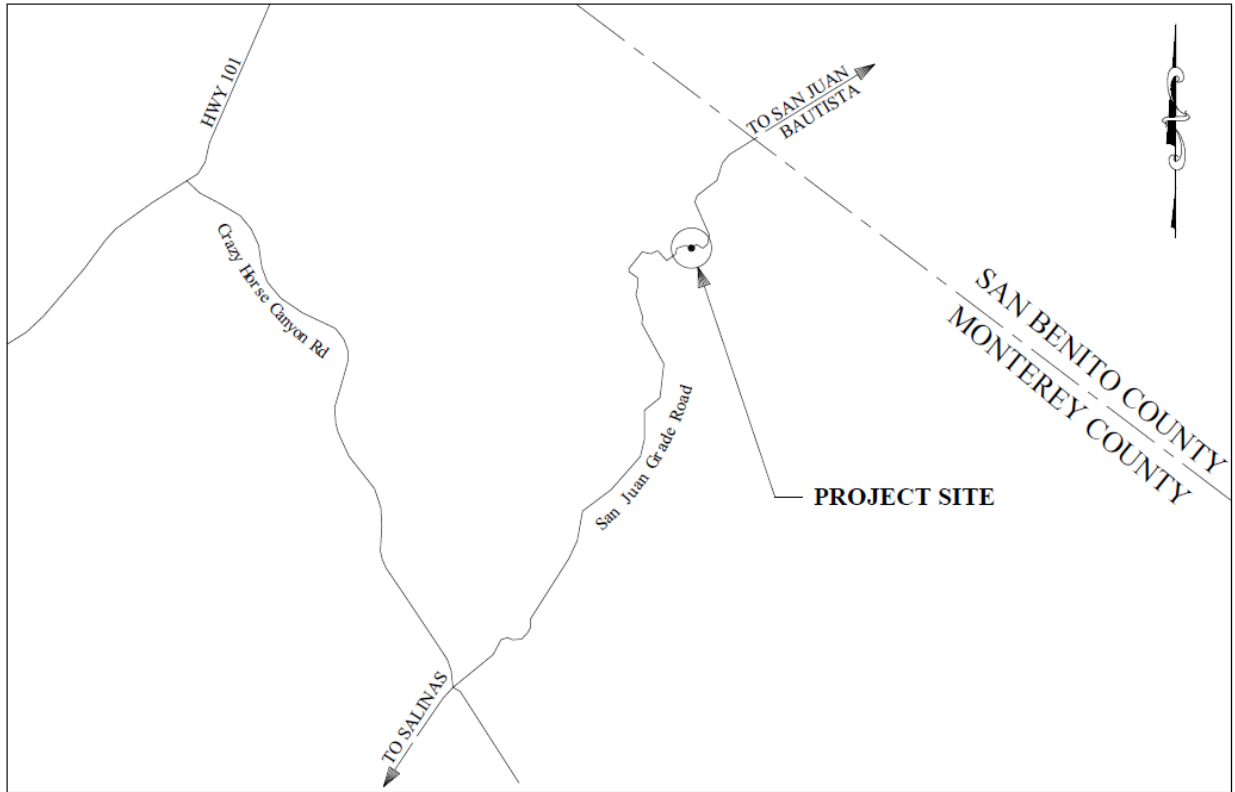 HWY 101
TO SAN JUAN
BAUTISTA
Crazy Horse Canyon Rd
SAN BENITO COUNTY
MONTEREY COUNTY
San Juan Grade Road
PROJECT SITE
TO SALINAS